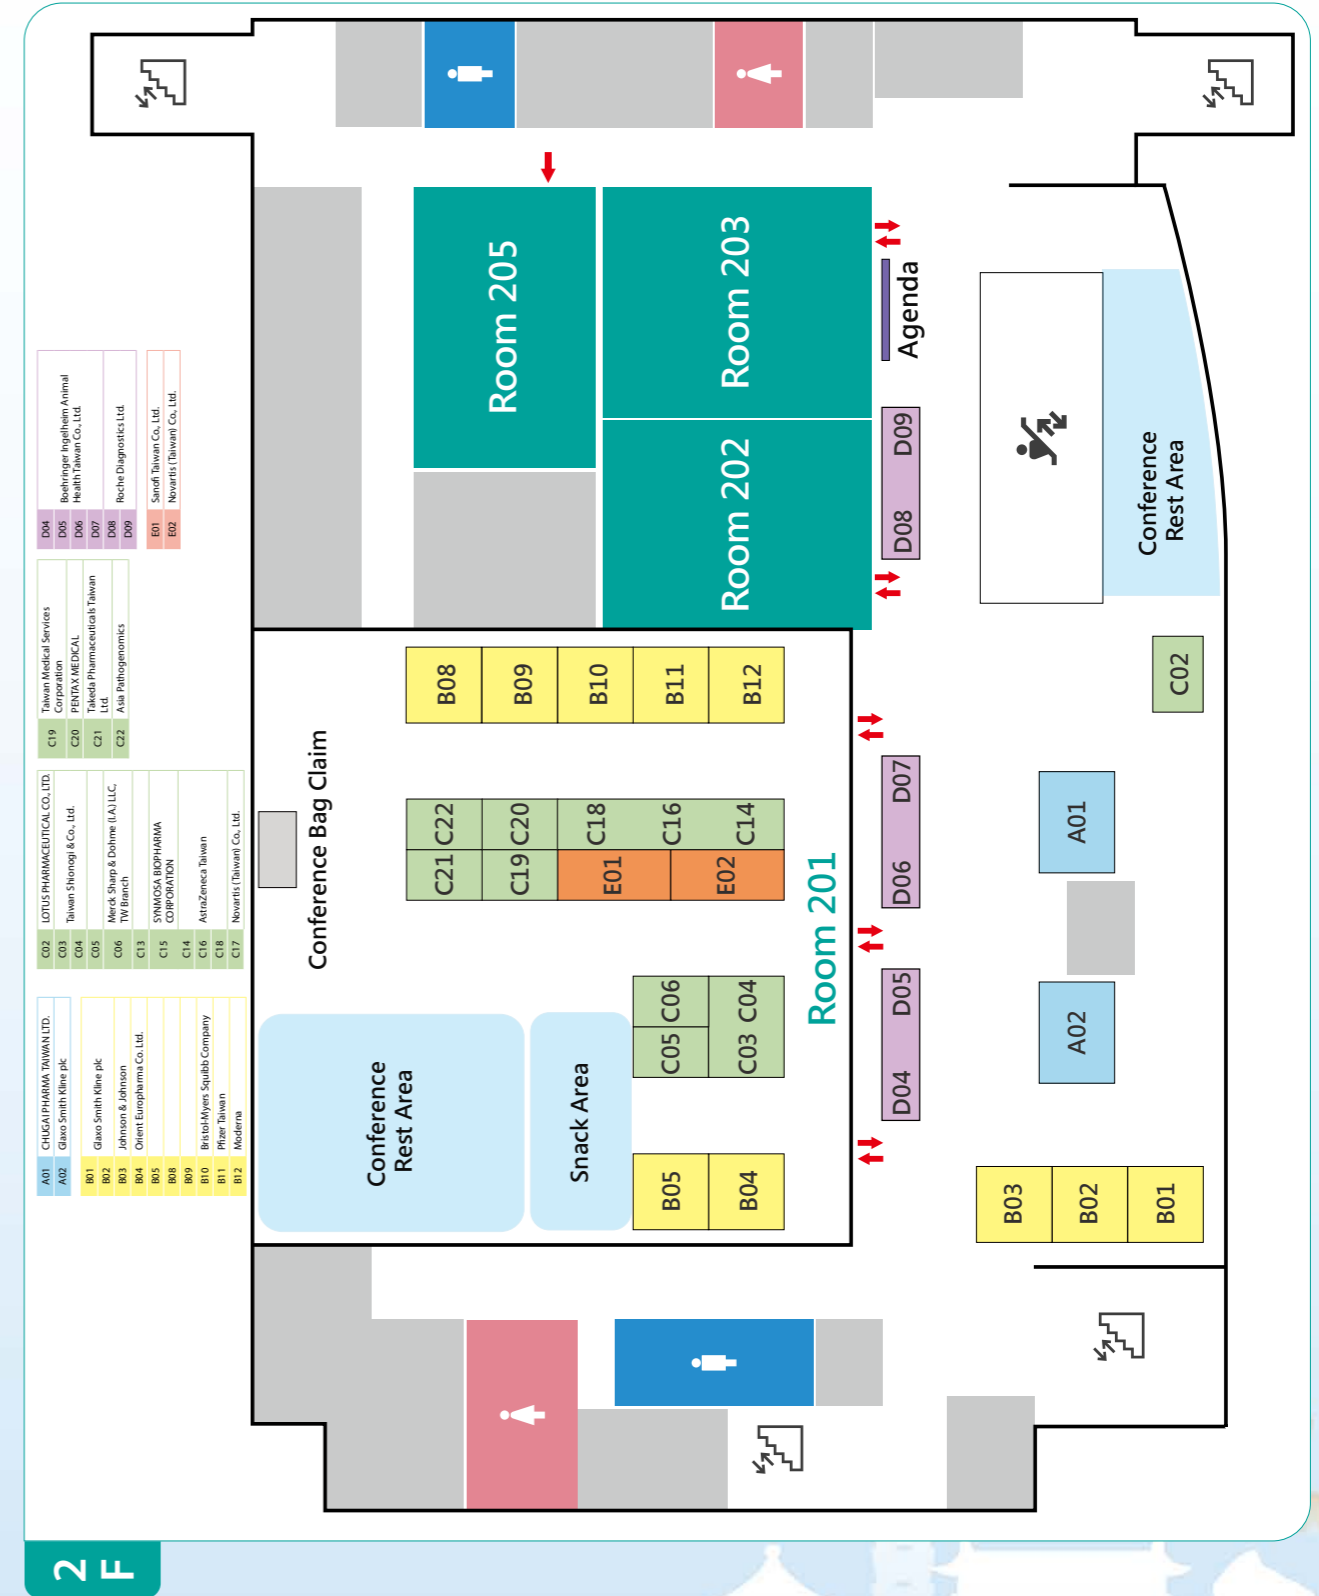 2F
A01 CHUGAI PHARMA TAIWAN LTD.
A02 Glaxo Smith Kline plc
B01
Glaxo Smith Kline plc
B02
B03 Johnson & Johnson
B04 Orient Europharma Co. Ltd.
B05
B08
B09
B10 Bristol-Myers Squibb Company
B11 Pfizer Taiwan
B12 Moderna
C02 LOTUS PHARMACEUTICAL CO., LTD.
C03
Taiwan Shionogi & Co., Ltd.
C04
C05
Merck Sharp & Dohme (I.A.) LLC,
C06
TW Branch
C13
SYNMOSA BIOPHARMA
C15
CORPORATION
C14
C16 AstraZeneca Taiwan
C18
C17 Novartis (Taiwan) Co., Ltd.
Taiwan Medical Services
C19
Corporation
C20 PENTAX MEDICAL
Takeda Pharmaceuticals Taiwan
C21
Ltd.
C22 Asia Pathogenomics
D04
D05
Boehringer Ingelheim Animal
D06
Health Taiwan Co., Ltd.
D07
D08
Roche Diagnostics Ltd.
D09
E01 Sanofi Taiwan Co., Ltd.
E02 Novartis (Taiwan) Co., Ltd.
Conference Bag Claim
Conference
Rest Area
Snack Area
C21 C22 B08
C19 C20 B09
E01 C18 B10
C16 B11
E02 C14 B12
B05 C05 C06
B04 C03 C04
Room 201
Room 205
Room 202 Room 203
D04 D05 D06 D07 D08 D09 Agenda
B03
B02
B01
A02 A01
C02
Conference
Rest Area